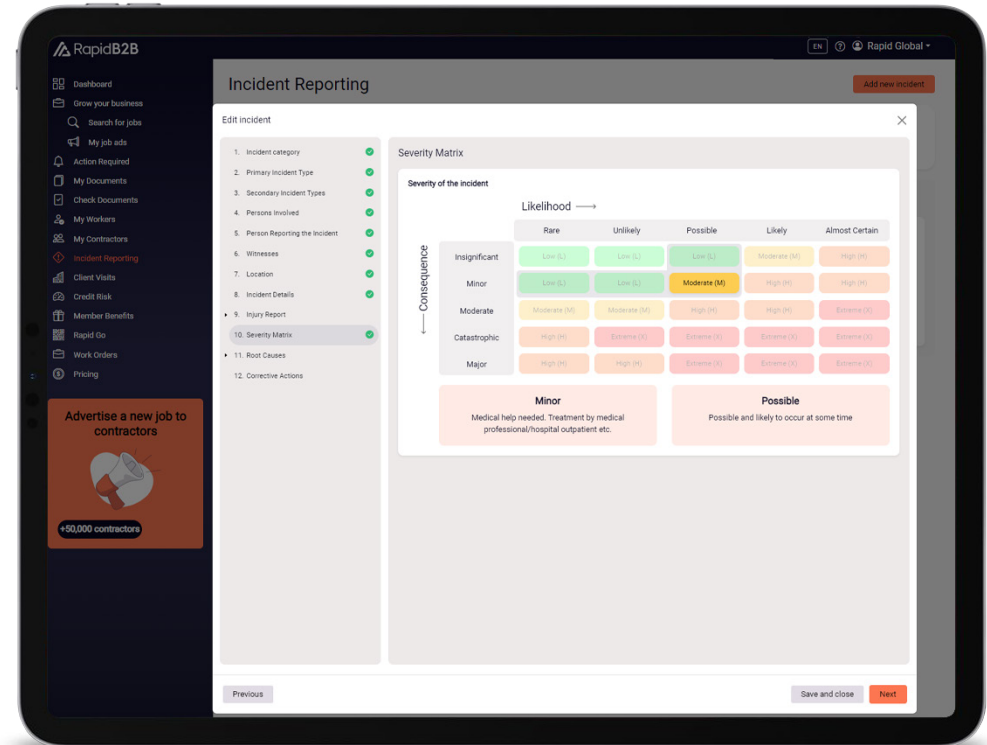 RapidB2B
EN
Rapid Global
Dashboard
Grow your business
Search for jobs
My job ads
Action Required
My Documents
Check Documents
My Workers
My Contractors
Incident Reporting
Client Visits
Credit Risk
Member Benefits
Rapid Go
Work Orders
Pricing
Advertise a new job to
contractors
+50,000 contractors
Incident Reporting
Add new incident
Edit incident
1. Incident category
2. Primary Incident Type
3. Secondary Incident Types
4. Persons Involved
5. Person Reporting the Incident
6. Witnesses
7. Location
8. Incident Details
9. Injury Report
10. Severity Matrix
11. Root Causes
12. Corrective Actions
Severity Matrix
Severity of the incident
Likelihood
Consequence
Rare Unlikely Possible Likely Almost Certain
Insignificant Low (L) Low (L) Low (L) Moderate (M) High (H)
Minor Low (L) Low (L) Moderate (M) High (H) High (H)
Moderate Moderate (M) Moderate (M) High (H) High (H) Extreme (X)
Catastrophic High (H) Extreme (X) Extreme (X) Extreme (X) Extreme (X)
Major High (H) High (H) Extreme (X) Extreme (X) Extreme (X)
Minor
Medical help needed. Treatment by medical
professional/hospital outpatient etc.
Possible
Possible and likely to occur at some time
Previous
Save and close
Next